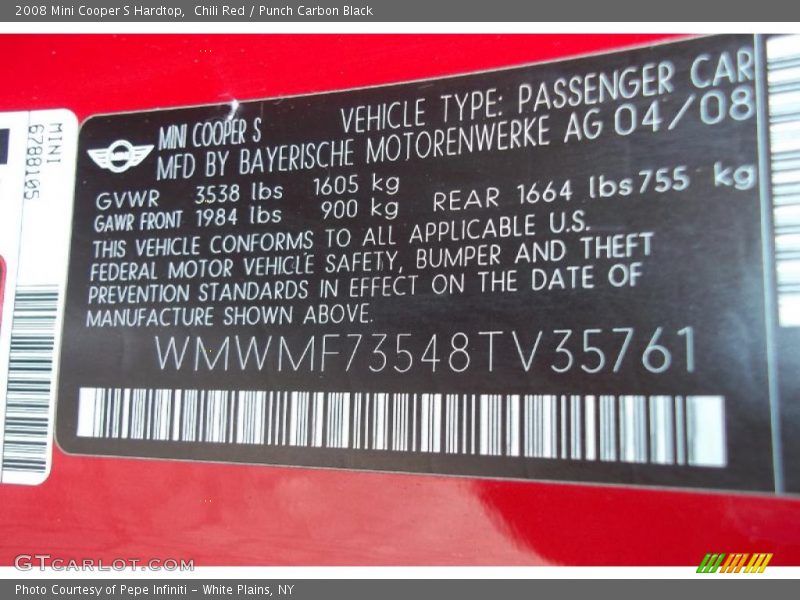 2008 Mini Cooper S Hardtop,  Chili Red / Punch Carbon Black
MINI
6788105
MINI COOPER S VEHICLE TYPE: PASSENGER CAR
MFD BY BAYERISCHE MOTORENWERKE AG 04/08
GVWR 3538 lbs 1605 kg
GAWR FRONT 1984 lbs 900 kg REAR 1664 lbs 755 kg
THIS VEHICLE CONFORMS TO ALL APPLICABLE U.S.
FEDERAL MOTOR VEHICLE SAFETY, BUMPER AND THEFT
PREVENTION STANDARDS IN EFFECT ON THE DATE OF
MANUFACTURE SHOWN ABOVE.
WMWMF73548TV35761
GTCARLOT.COM
Photo Courtesy of Pepe Infiniti - White Plains, NY